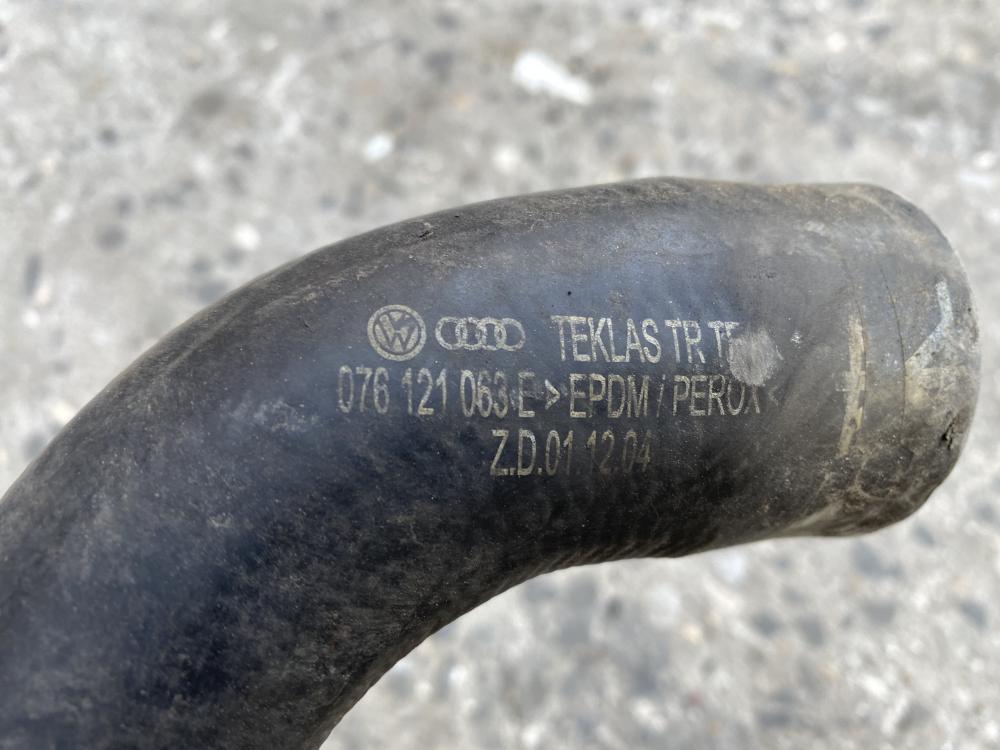 TEKLAS TR
076 121 063 E >EPDM / PEROX<
Z.D.01.12.04